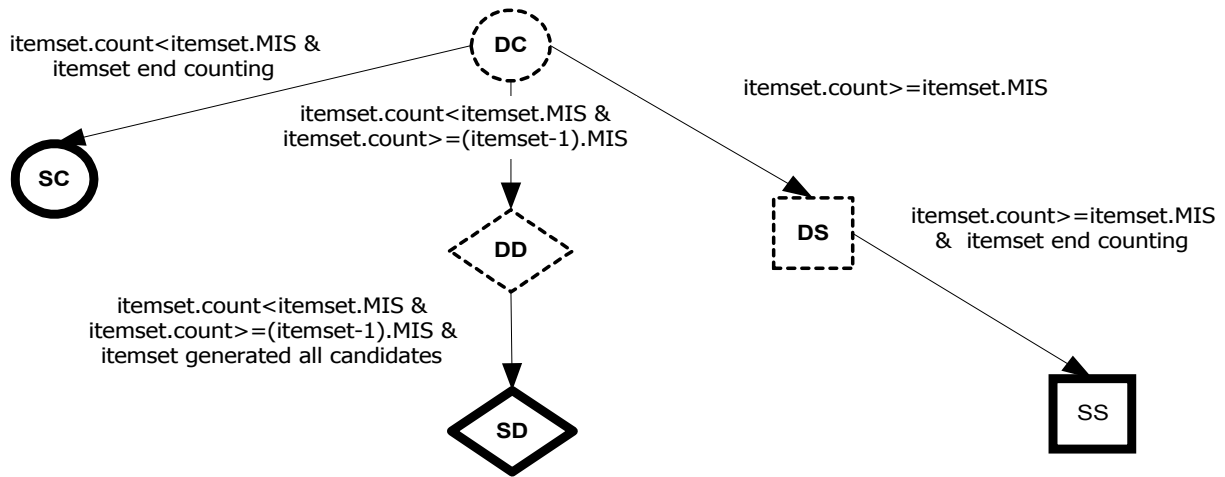 DC
itemset.count<itemset.MIS &
itemset end counting
itemset.count<itemset.MIS &
itemset.count>=(itemset-1).MIS
itemset.count>=itemset.MIS
SC
DD
DS
itemset.count>=itemset.MIS
& itemset end counting
itemset.count<itemset.MIS &
itemset.count>=(itemset-1).MIS &
itemset generated all candidates
SD
SS